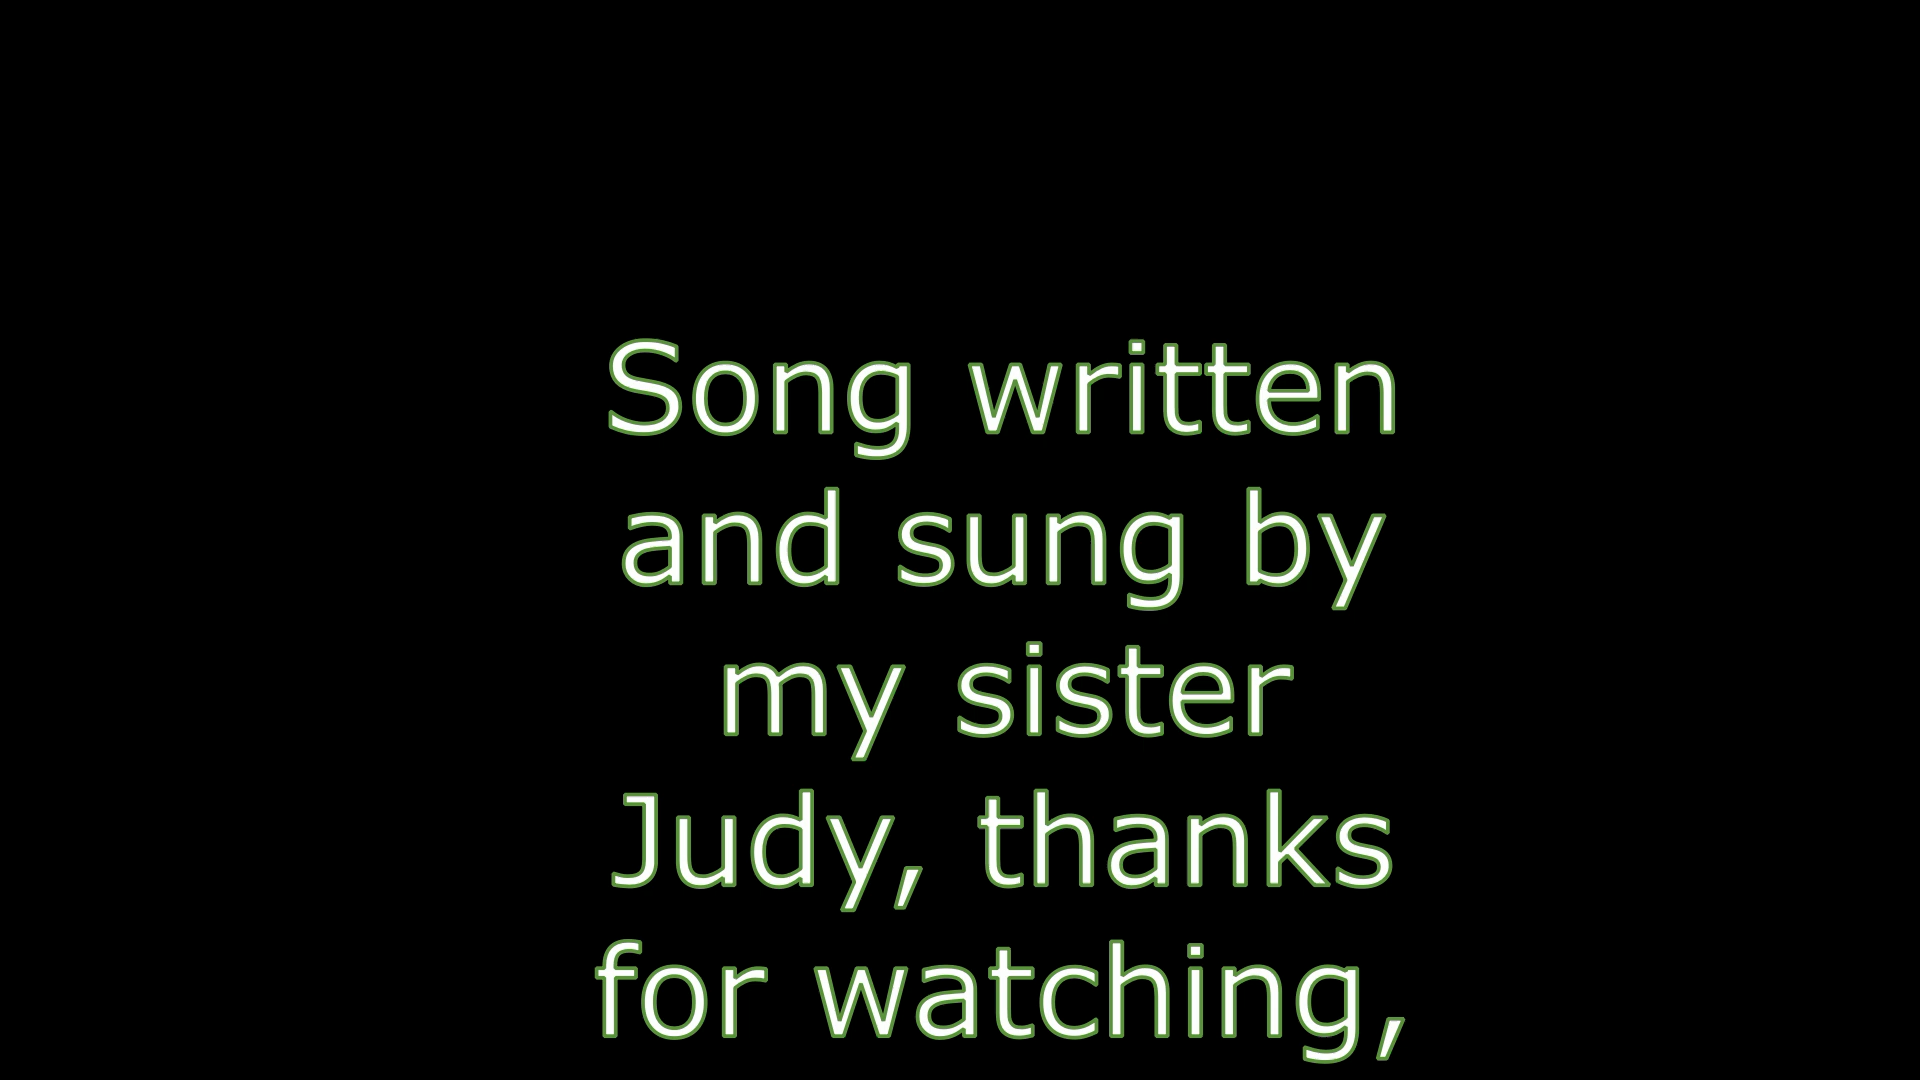 Song written
and sung by
my sister
Judy, thanks
for watching,